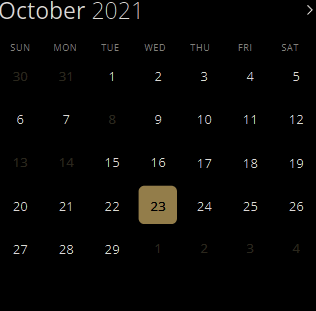 October 2021
SUN MON TUE WED THU FRI SAT
30 31 1 2 3 4 5
6 7 8 9 10 11 12
13 14 15 16 17 18 19
20 21 22 23 24 25 26
27 28 29 1 2 3 4